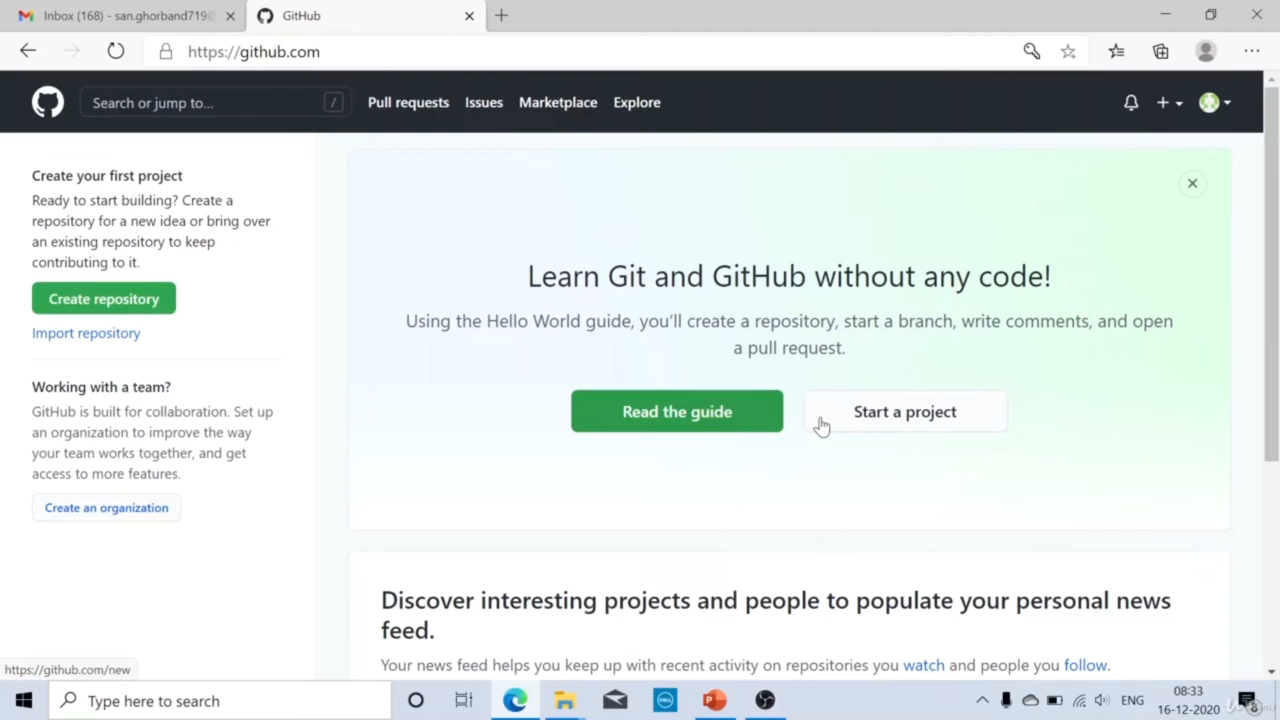 Inbox (168) - san.ghorband719@
GitHub
https://github.com
Search or jump to...
/
Pull requests
Issues
Marketplace
Explore
Create your first project
Ready to start building? Create a
repository for a new idea or bring over
an existing repository to keep
contributing to it.
Create repository
Import repository
Working with a team?
GitHub is built for collaboration. Set up
an organization to improve the way
your team works together, and get
access to more features.
Create an organization
Learn Git and GitHub without any code!
Using the Hello World guide, you'll create a repository, start a branch, write comments, and open
a pull request.
Read the guide
Start a project
Discover interesting projects and people to populate your personal news
feed.
Your news feed helps you keep up with recent activity on repositories you watch and people you follow.
https://github.com/new
Type here to search
DELL
ENG
08:33
16-12-2020